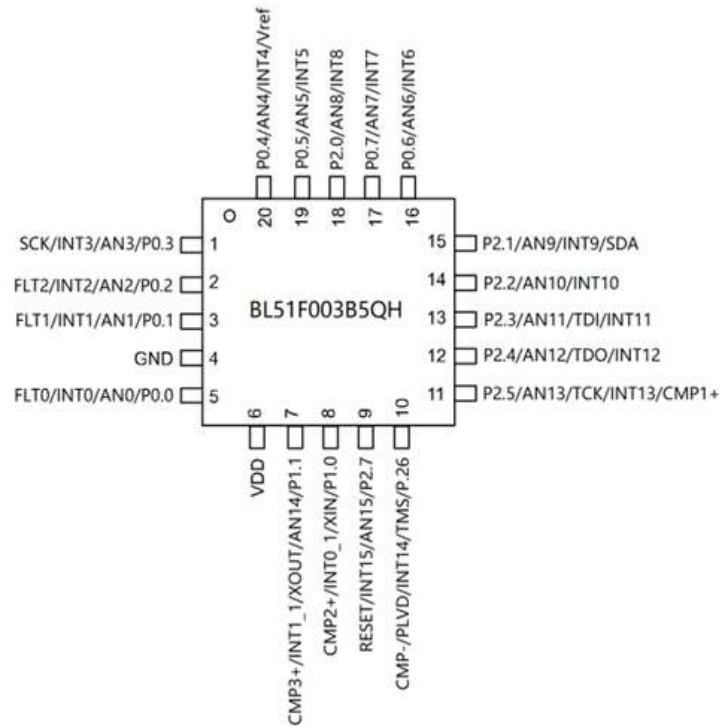 P0.4/AN4/INT4/Vref
P0.5/AN5/INT5
P2.0/AN8/INT8
P0.7/AN7/INT7
P0.6/AN6/INT6
20
19
18
17
16
SCK/INT3/AN3/P0.3
1
FLT2/INT2/AN2/P0.2
2
FLT1/INT1/AN1/P0.1
3
GND
4
FLT0/INT0/AN0/P0.0
5
BL51F003B5QH
15
P2.1/AN9/INT9/SDA
14
P2.2/AN10/INT10
13
P2.3/AN11/TDI/INT11
12
P2.4/AN12/TDO/INT12
11
P2.5/AN13/TCK/INT13/CMP1+
6
7
8
9
10
VDD
CMP3+/INT1_1/XOUT/AN14/P1.1
CMP2+/INT0_1/XIN/P1.0
RESET/INT15/AN15/P2.7
CMP-/PLVD/INT14/TMS/P.26